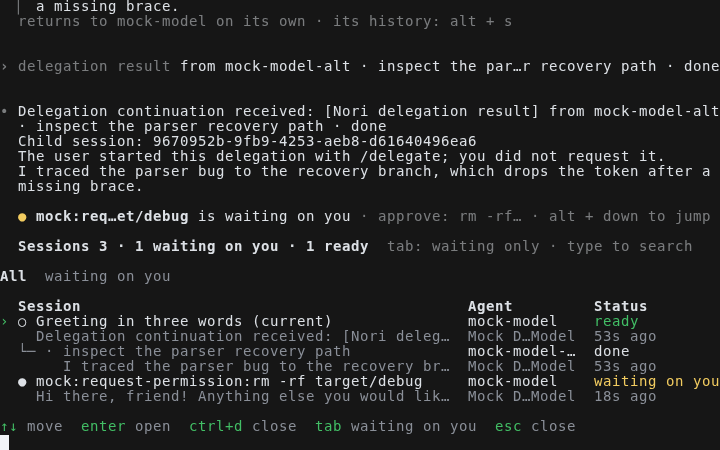 │ a missing brace.
returns to mock-model on its own · its history: alt + s
› delegation result from mock-model-alt · inspect the par…r recovery path · done
• Delegation continuation received: [Nori delegation result] from mock-model-alt
· inspect the parser recovery path · done
Child session: 9670952b-9fb9-4253-aeb8-d61640496ea6
The user started this delegation with /delegate; you did not request it.
I traced the parser bug to the recovery branch, which drops the token after a
missing brace.
● mock:req…et/debug is waiting on you · approve: rm -rf… · alt + down to jump
Sessions 3 · 1 waiting on you · 1 ready  tab: waiting only · type to search
All  waiting on you
Session  Agent  Status
› ○ Greeting in three words (current)  mock-model  ready
Delegation continuation received: [Nori deleg…  Mock D…Model  53s ago
└─ · inspect the parser recovery path  mock-model-…  done
I traced the parser bug to the recovery br…  Mock D…Model  53s ago
● mock:request-permission:rm -rf target/debug  mock-model  waiting on you
Hi there, friend! Anything else you would lik…  Mock D…Model  18s ago
↑↓ move  enter open  ctrl+d close  tab waiting on you  esc close